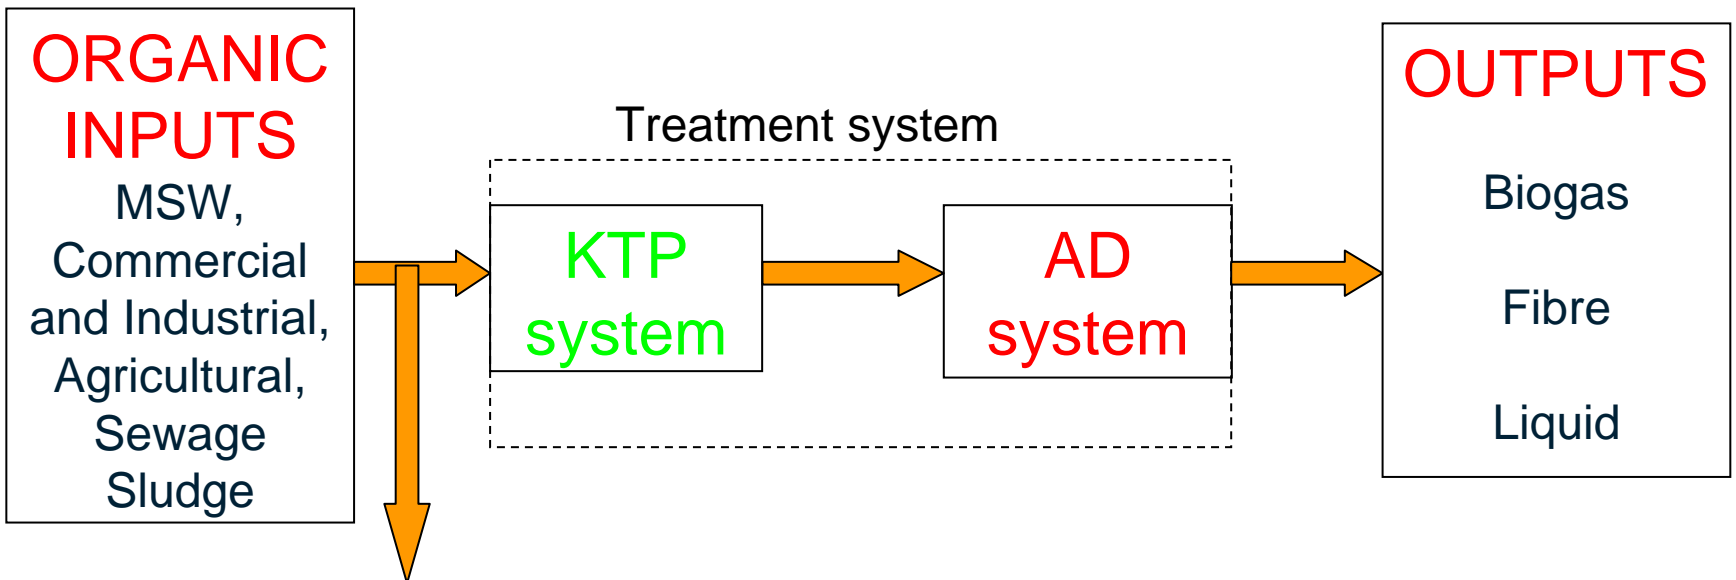 ORGANIC
INPUTS
MSW,
Commercial
and Industrial,
Agricultural,
Sewage
Sludge
Treatment system
KTP
system
AD
system
OUTPUTS
Biogas
Fibre
Liquid